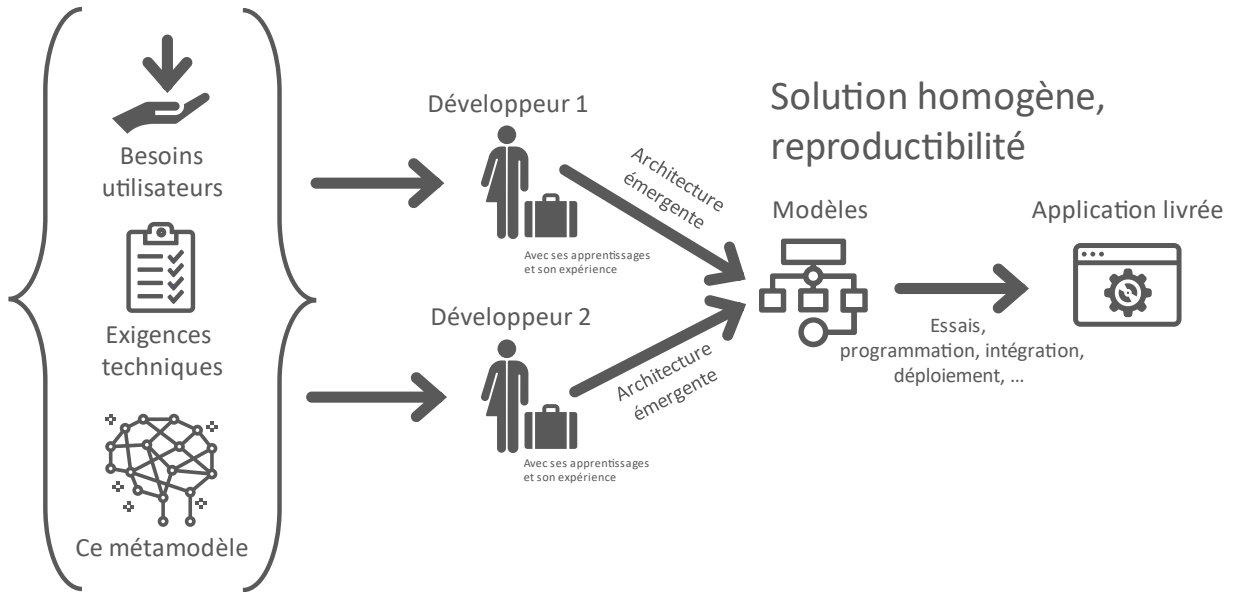 Besoins
utilisateurs
Exigences
techniques
Ce métamodèle
Développeur 1
Avec ses apprentissages
et son expérience
Architecture
émergente
Développeur 2
Avec ses apprentissages
et son expérience
Architecture
émergente
Solution homogène,
reproductibilité
Modèles
Essais,
programmation, intégration,
déploiement, ...
Application livrée